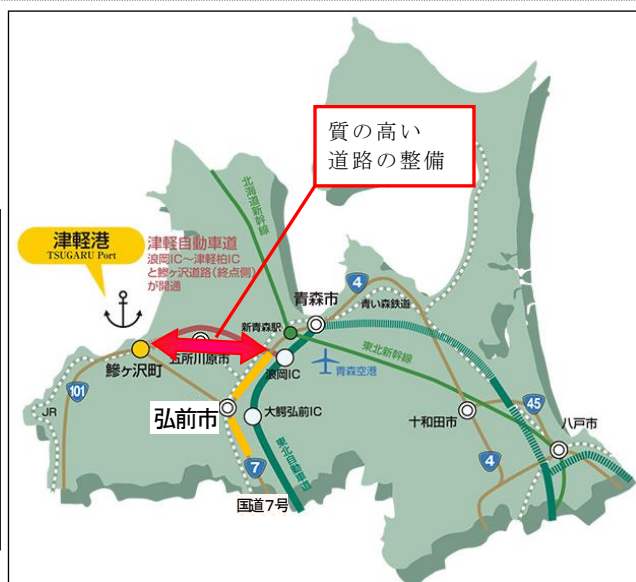 質の高い
道路の整備
北海道新幹線
津軽港
TSUGARU Port
津軽自動車道
浪岡IC～津軽柏IC
と鰺ヶ沢道路(終点側)
が開通
4
青森市
青い森鉄道
新青森駅
五所川原市
鰺ヶ沢町
浪岡IC
青森空港
東北新幹線
101
JR
弘前市
大鰐弘前IC
十和田市
45
八戸市
7
東北自動車道
4
国道7号